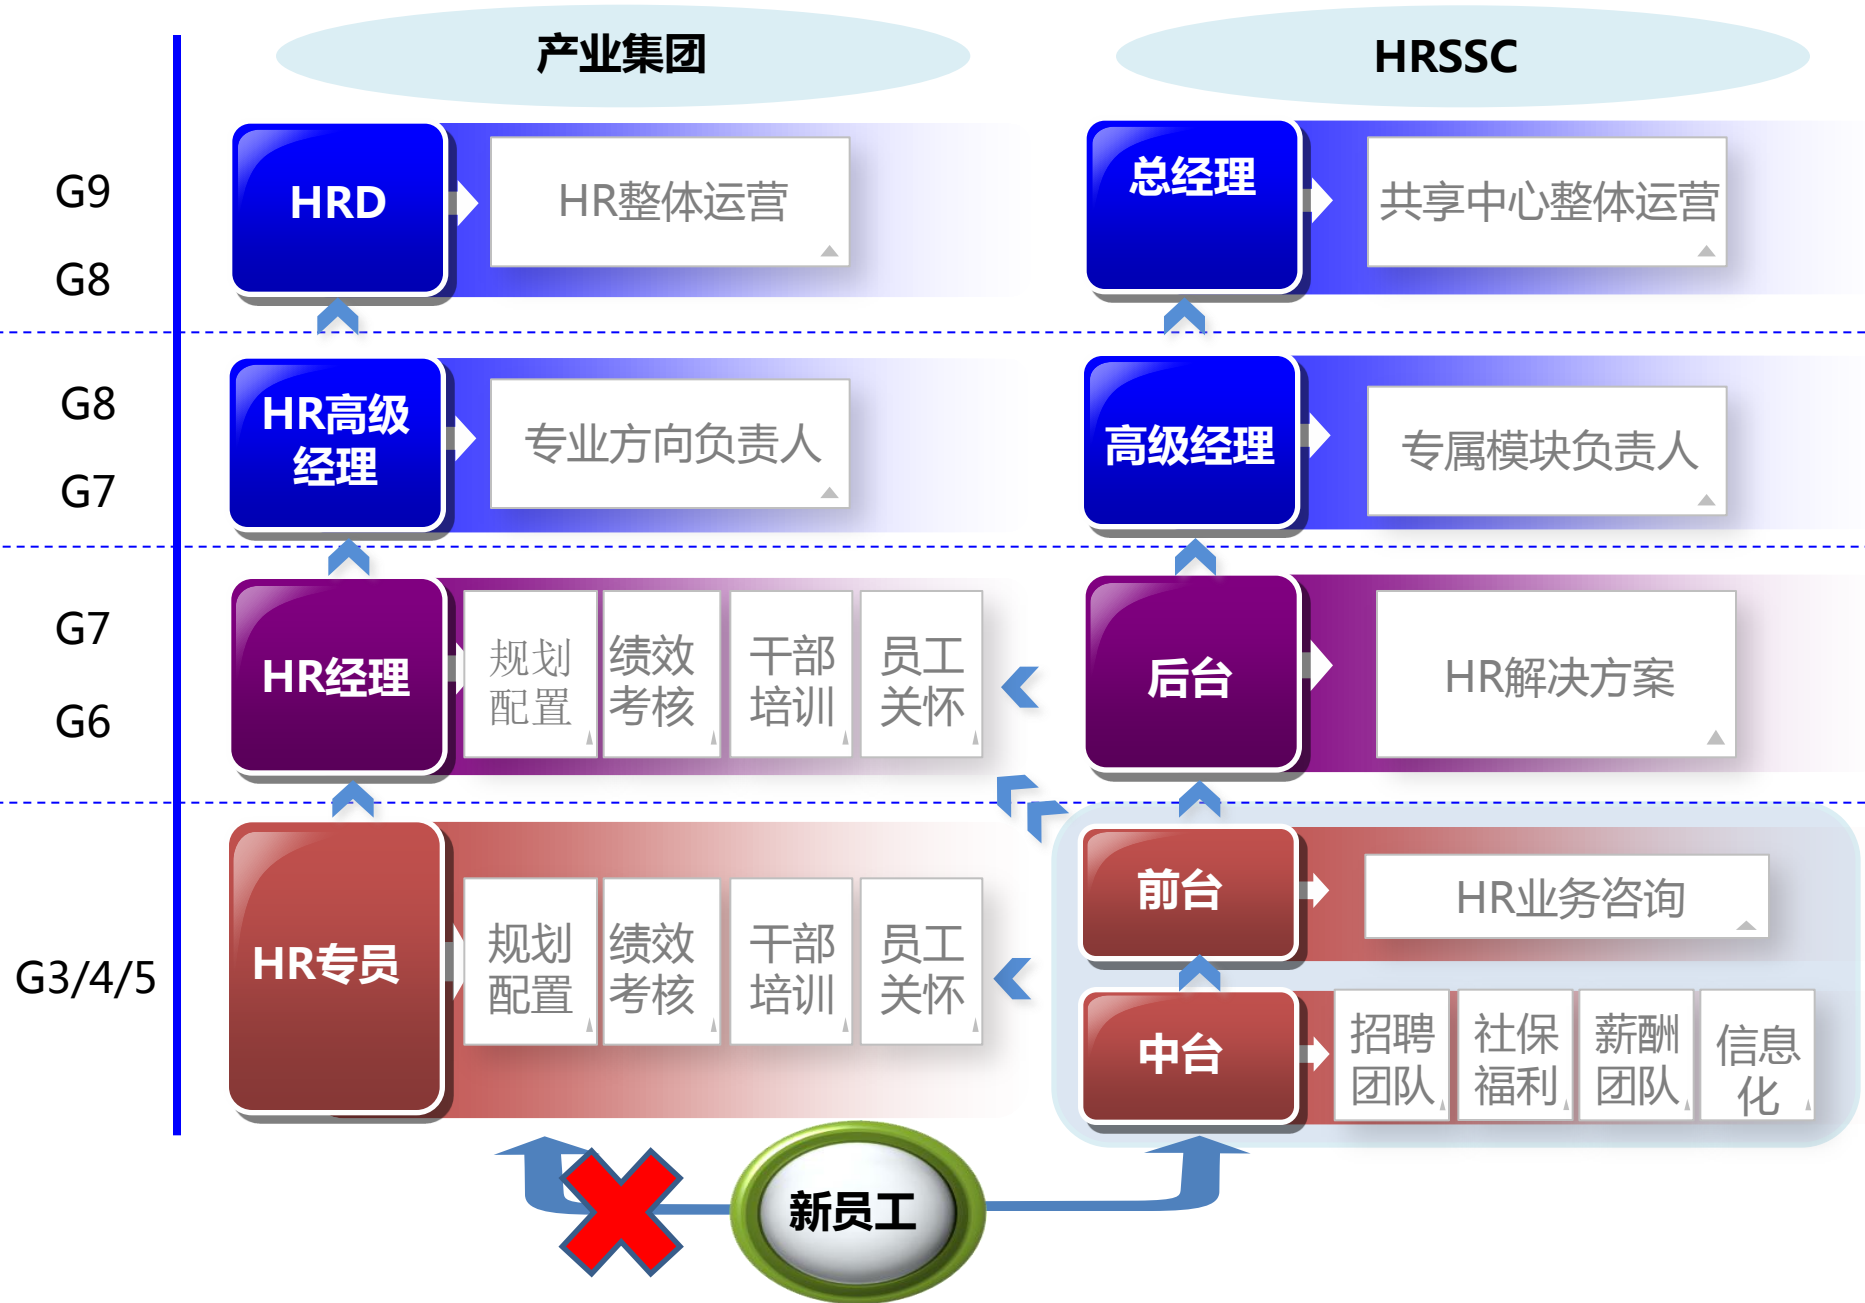 产业集团
HRSSC
G9
G8
HRD
HR整体运营
总经理
共享中心整体运营
G8
G7
HR高级
经理
专业方向负责人
高级经理
专属模块负责人
G7
G6
HR经理
规划
配置
绩效
考核
干部
培训
员工
关怀
后台
HR解决方案
G3/4/5
HR专员
规划
配置
绩效
考核
干部
培训
员工
关怀
前台
HR业务咨询
中台
招聘
团队
社保
福利
薪酬
团队
信息
化
新员工